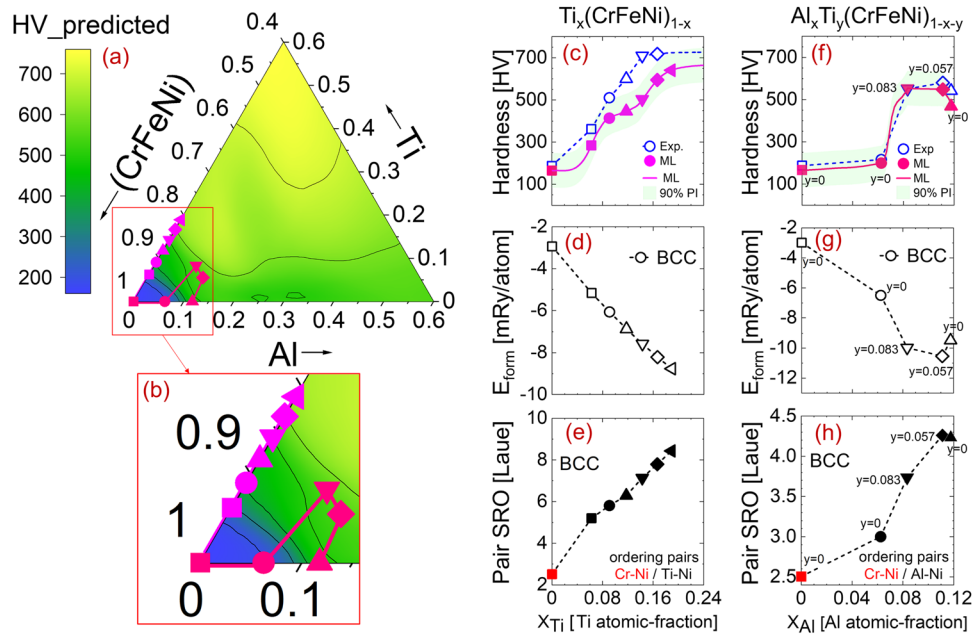 HV_predicted
(a)
700
600
500
400
300
200
0.6
0.5
0.4
0.5
0.6
0.4
0.7
0.3
0.8
0.2
0.9
0.1
1
0
0
0.1
0.2
0.3
0.4
0.5
0.6
(CrFeNi)
Ti
Al
(b)
0.9
1
0
0.1
Ti_x(CrFeNi)_{1-x}
(c)
Hardness [HV]
700
500
300
100
Exp.
ML
ML
90% PI
(d)
E_form [mRy/atom]
-2
-4
-6
-8
-10
BCC
(e)
Pair SRO [Laue]
10
8
6
4
2
BCC
ordering pairs
Cr-Ni / Ti-Ni
0.00
0.08
0.16
0.24
X_Ti [Ti atomic-fraction]
Al_xTi_y(CrFeNi)_{1-x-y}
(f)
Hardness [HV]
700
500
300
100
y=0.057
y=0.083
y=0
y=0
y=0
Exp.
ML
ML
90% PI
(g)
E_form [mRy/atom]
-2
-4
-6
-8
-10
-12
BCC
y=0
y=0
y=0.083
y=0
y=0.057
(h)
Pair SRO [Laue]
4.5
4.0
3.5
3.0
2.5
BCC
y=0.057
y=0.083
y=0
y=0
ordering pairs
Cr-Ni / Al-Ni
0.00
0.04
0.08
0.12
X_Al [Al atomic-fraction]